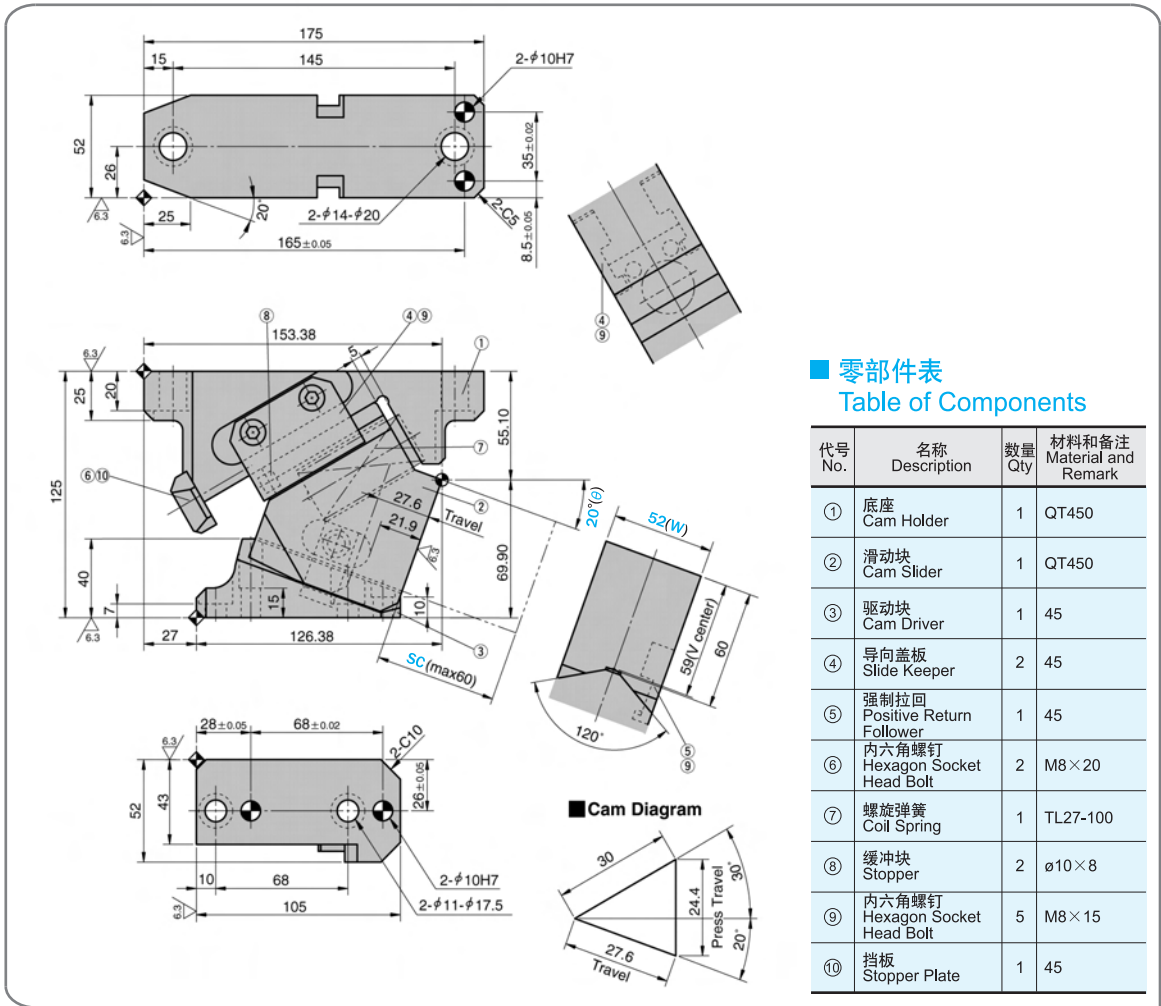 175
15
145
2-ϕ10H7
52
26
35±0.02
6.3
6.3
25
20°
2-ϕ14-ϕ20
2-C5
8.5±0.05
165±0.05
④
⑨
⑧
④⑨
①
153.38
6.3
5
25
20
55.10
⑦
⑥⑩
125
27.6
Travel
②
20°(θ)
21.9
6.3
52(W)
69.90
40
7
15
10
6.3
27
126.38
③
SC(max60)
59(V center)
60
120°
⑤
⑨
28±0.05
68±0.02
6.3
2-C10
26±0.05
52
43
10
68
2-ϕ10H7
2-ϕ11-ϕ17.5
6.3
105
■Cam Diagram
30
30°
24.4
Press Travel
20°
27.6
Travel
■ 零部件表
Table of Components
代号 名称 数量 材料和备注
No. Description Qty Material and
Remark
① 底座
Cam Holder 1 QT450
② 滑动块
Cam Slider 1 QT450
③ 驱动块
Cam Driver 1 45
④ 导向盖板
Slide Keeper 2 45
⑤ 强制拉回
Positive Return 1 45
Follower
⑥ 内六角螺钉
Hexagon Socket 2 M8×20
Head Bolt
⑦ 螺旋弹簧
Coil Spring 1 TL27-100
⑧ 缓冲块
Stopper 2 ø10×8
⑨ 内六角螺钉
Hexagon Socket 5 M8×15
Head Bolt
⑩ 挡板
Stopper Plate 1 45